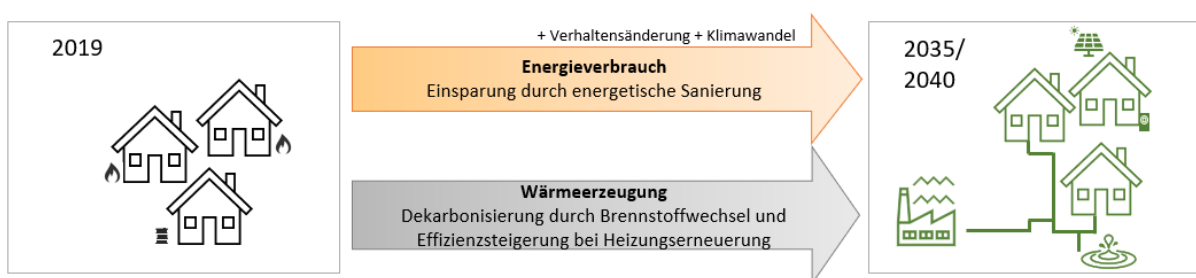 2019
+ Verhaltensänderung + Klimawandel
Energieverbrauch
Einsparung durch energetische Sanierung
Wärmeerzeugung
Dekarbonisierung durch Brennstoffwechsel und
Effizienzsteigerung bei Heizungserneuerung
2035/
2040